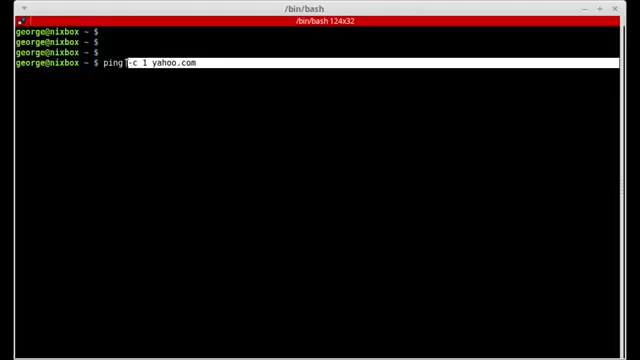 /bin/bash
/bin/bash 124x32
george@nixbox ~ $
george@nixbox ~ $
george@nixbox ~ $
george@nixbox ~ $ ping -c 1 yahoo.com